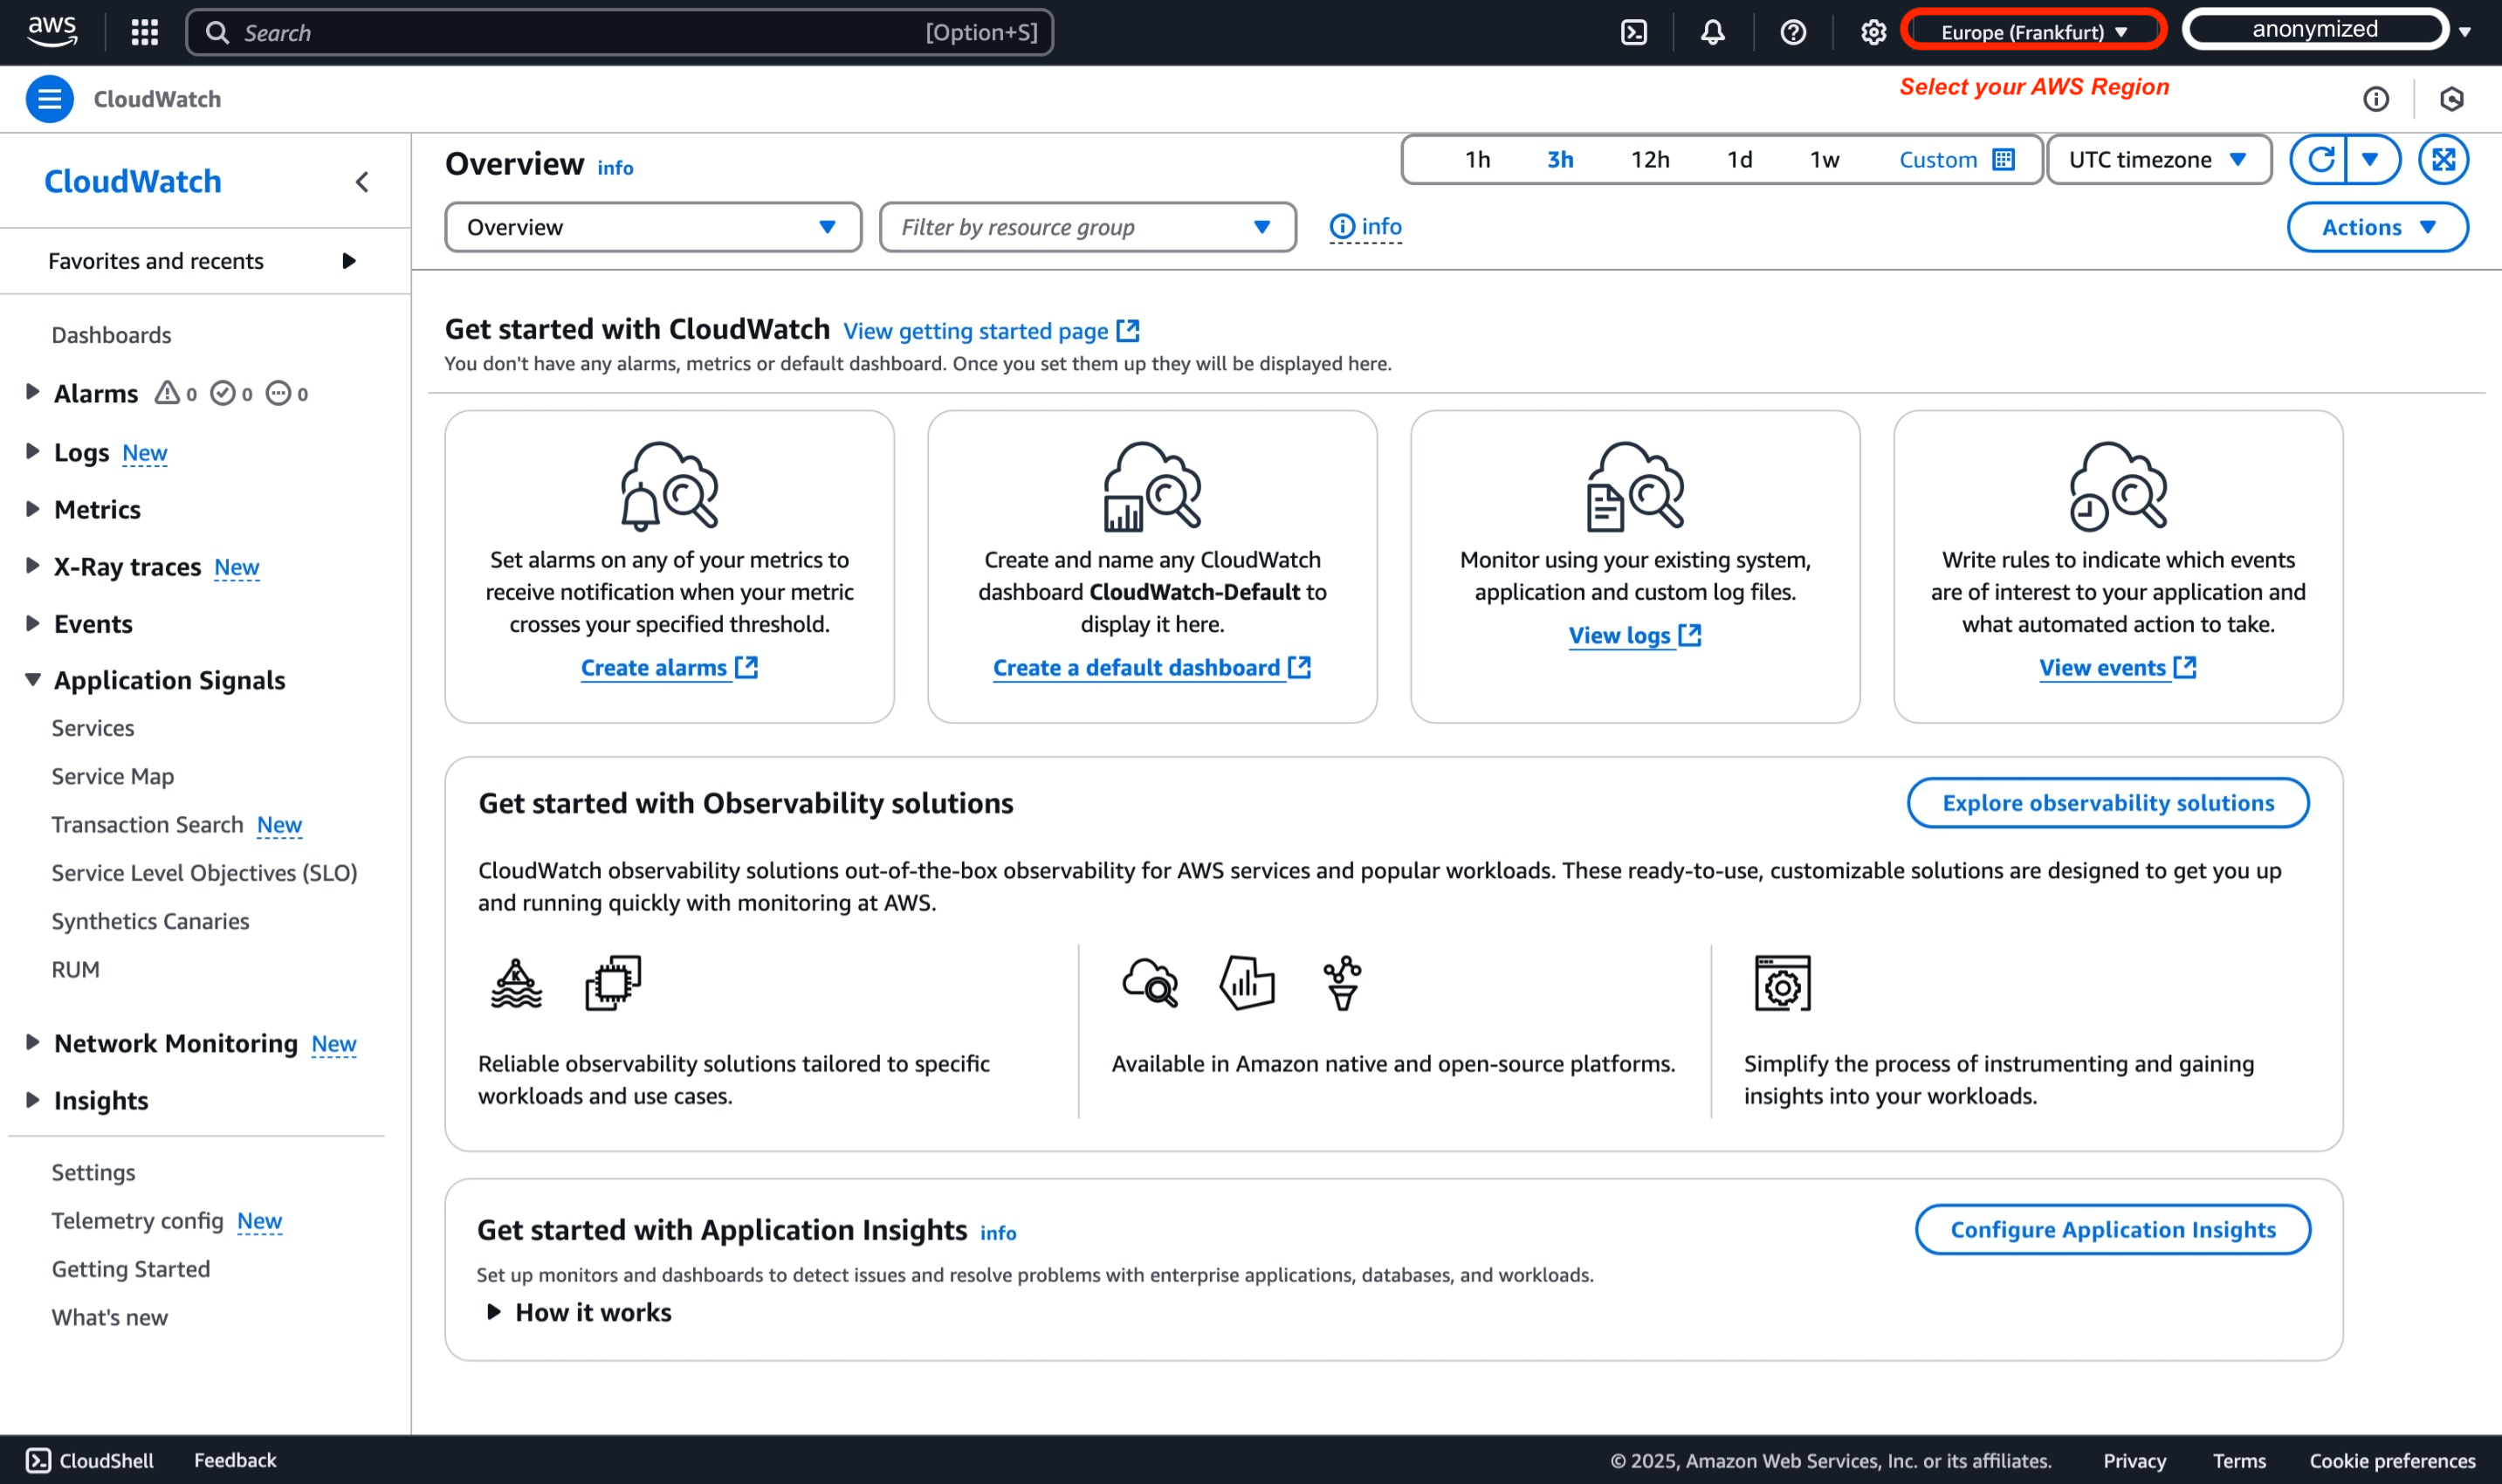 aws
Search [Option+S]
Europe (Frankfurt)
anonymized
CloudWatch
Select your AWS Region
CloudWatch
Favorites and recents
Dashboards
Alarms 0 0 0
Logs New
Metrics
X-Ray traces New
Events
Application Signals
Services
Service Map
Transaction Search New
Service Level Objectives (SLO)
Synthetics Canaries
RUM
Network Monitoring New
Insights
Settings
Telemetry config New
Getting Started
What's new
Overview info
1h 3h 12h 1d 1w Custom
UTC timezone
Overview
Filter by resource group
info
Actions
Get started with CloudWatch View getting started page
You don't have any alarms, metrics or default dashboard. Once you set them up they will be displayed here.
Set alarms on any of your metrics to
receive notification when your metric
crosses your specified threshold.
Create alarms
Create and name any CloudWatch
dashboard CloudWatch-Default to
display it here.
Create a default dashboard
Monitor using your existing system,
application and custom log files.
View logs
Write rules to indicate which events
are of interest to your application and
what automated action to take.
View events
Get started with Observability solutions
Explore observability solutions
CloudWatch observability solutions out-of-the-box observability for AWS services and popular workloads. These ready-to-use, customizable solutions are designed to get you up
and running quickly with monitoring at AWS.
K
Reliable observability solutions tailored to specific
workloads and use cases.
Available in Amazon native and open-source platforms.
Simplify the process of instrumenting and gaining
insights into your workloads.
Get started with Application Insights info
Configure Application Insights
Set up monitors and dashboards to detect issues and resolve problems with enterprise applications, databases, and workloads.
How it works
CloudShell Feedback
© 2025, Amazon Web Services, Inc. or its affiliates. Privacy Terms Cookie preferences